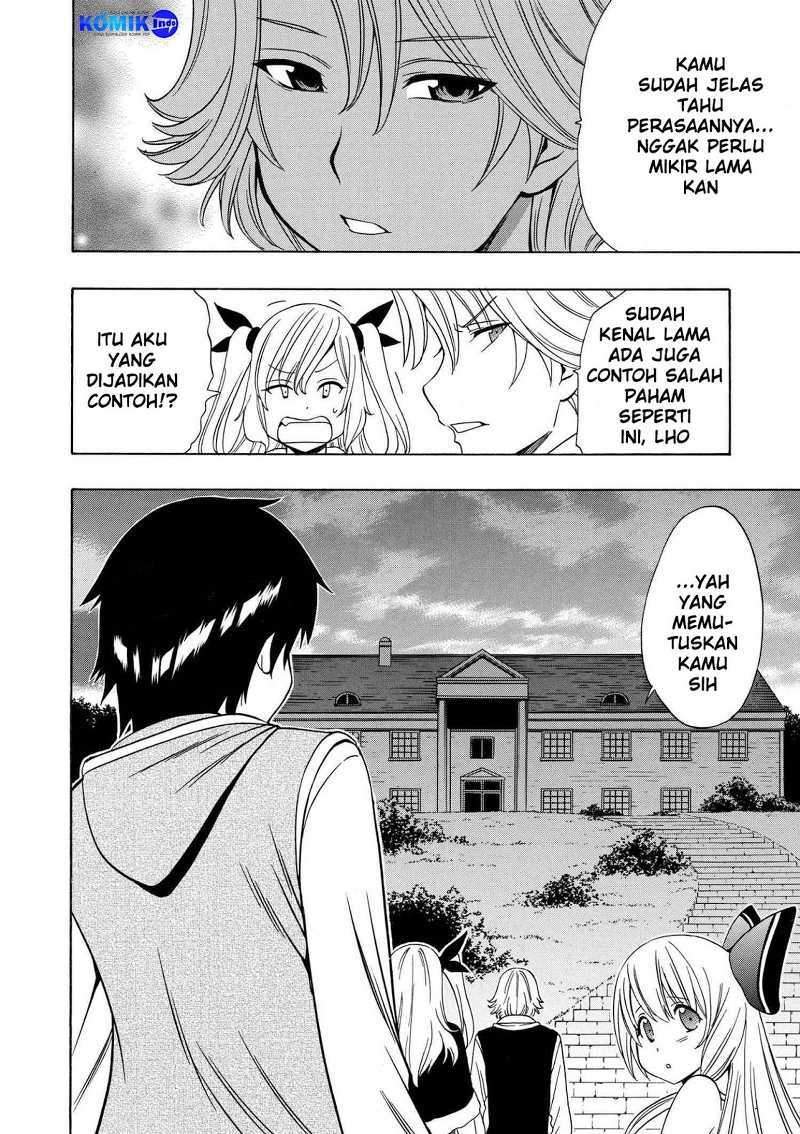 KOMIK Indo
KAMU
SUDAH JELAS
TAHU
PERASAANNYA...
NGGAK PERLU
MIKIR LAMA
KAN
SUDAH
KENAL LAMA
ADA JUGA
CONTOH SALAH
PAHAM
SEPERTI
INI, LHO
ITU AKU
YANG
DIJADIKAN
CONTOH!?
...YAH
YANG
MEMU-
TUSKAN
KAMU
SIH